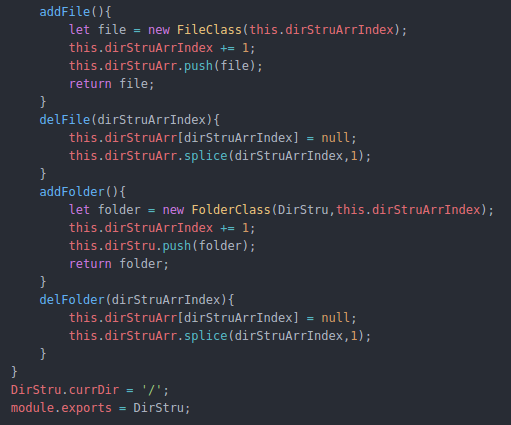 addFile(){
let file = new FileClass(this.dirStruArrIndex);
this.dirStruArrIndex += 1;
this.dirStruArr.push(file);
return file;
}
delFile(dirStruArrIndex){
this.dirStruArr[dirStruArrIndex] = null;
this.dirStruArr.splice(dirStruArrIndex,1);
}
addFolder(){
let folder = new FolderClass(DirStru,this.dirStruArrIndex);
this.dirStruArrIndex += 1;
this.dirStru.push(folder);
return folder;
}
delFolder(dirStruArrIndex){
this.dirStruArr[dirStruArrIndex] = null;
this.dirStruArr.splice(dirStruArrIndex,1);
}
}
DirStru.currDir = '/';
module.exports = DirStru;